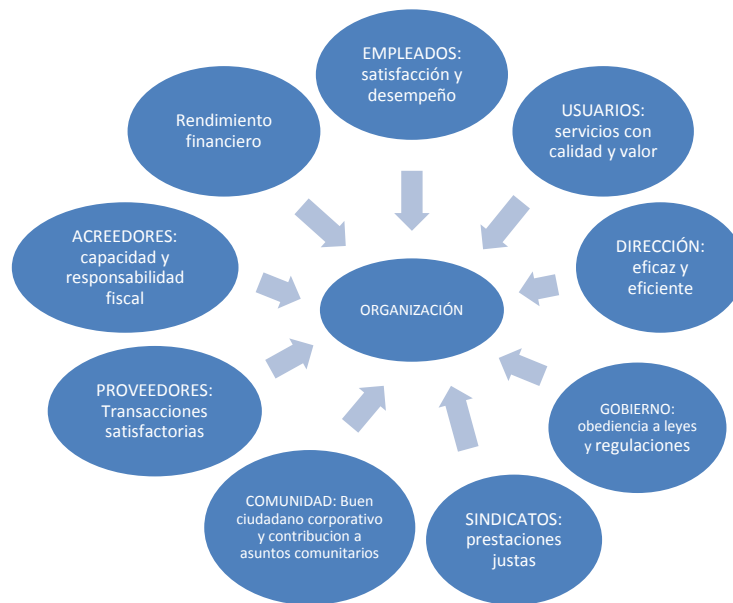 EMPLEADOS:
satisfacción y
desempeño
USUARIOS:
servicios con
calidad y valor
DIRECCIÓN:
eficaz y
eficiente
GOBIERNO:
obediencia a leyes
y regulaciones
SINDICATOS:
prestaciones
justas
COMUNIDAD: Buen
ciudadano corporativo
y contribucion a
asuntos comunitarios
PROVEEDORES:
Transacciones
satisfactorias
ACREEDORES:
capacidad y
responsabilidad
fiscal
Rendimiento
financiero
ORGANIZACIÓN